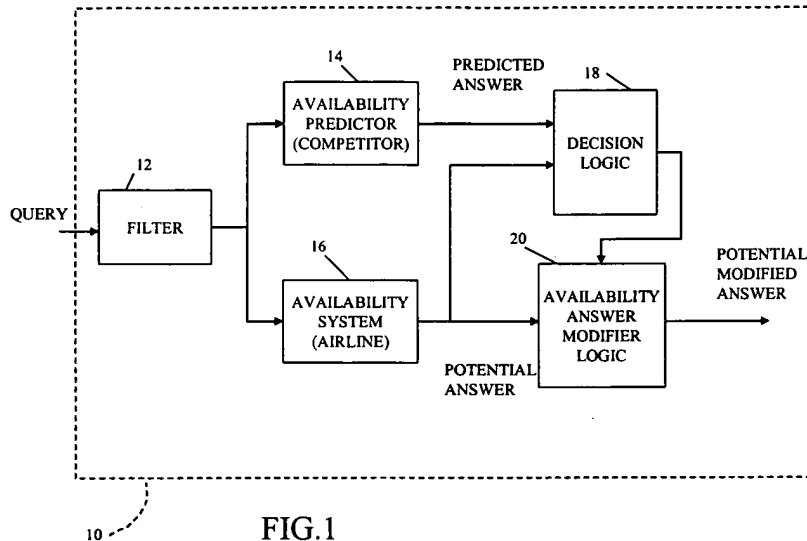 14
AVAILABILITY
PREDICTOR
(COMPETITOR)
PREDICTED
ANSWER
18
DECISION
LOGIC
12
QUERY
FILTER
16
AVAILABILITY
SYSTEM
(AIRLINE)
POTENTIAL
ANSWER
20
AVAILABILITY
ANSWER
MODIFIER
LOGIC
POTENTIAL
MODIFIED
ANSWER
10
FIG.1